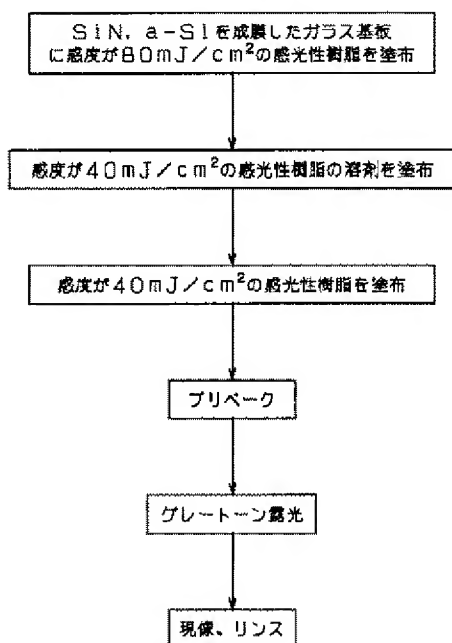 SiN，a-Siを成膜したガラス基板
に感度が80mJ／cm²の感光性樹脂を塗布
感度が40mJ／cm²の感光性樹脂の溶剤を塗布
感度が40mJ／cm²の感光性樹脂を塗布
プリベーク
グレートーン露光
現像、リンス